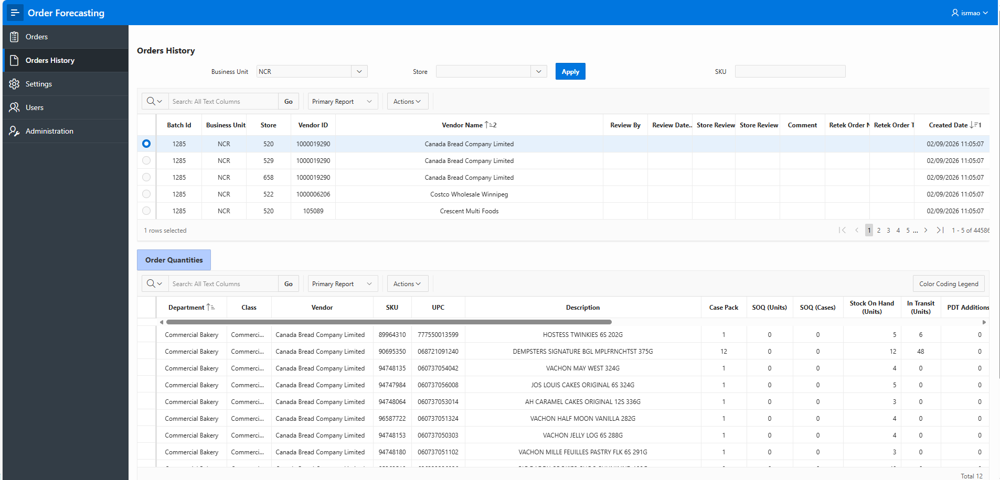 Order Forecasting
isrmao
Orders
Orders History
Settings
Users
Administration
Orders History
Business Unit NCR Store Apply SKU
Search: All Text Columns Go Primary Report Actions
Batch Id Business Unit Store Vendor ID Vendor Name 2 Review By Review Date.. Store Review Store Review Comment Retek Order N Retek Order T Created Date 1
1285 NCR 520 1000019290 Canada Bread Company Limited 02/09/2026 11:05:07
1285 NCR 529 1000019290 Canada Bread Company Limited 02/09/2026 11:05:07
1285 NCR 658 1000019290 Canada Bread Company Limited 02/09/2026 11:05:07
1285 NCR 522 1000006206 Costco Wholesale Winnipeg 02/09/2026 11:05:07
1285 NCR 520 105089 Crescent Multi Foods 02/09/2026 11:05:07
1 rows selected
1 2 3 4 5 ... 1 - 5 of 44586
Order Quantities
Search: All Text Columns Go Primary Report Actions Color Coding Legend
Department Class Vendor SKU UPC Description Case Pack SOQ (Units) SOQ (Cases) Stock On Hand (Units) In Transit (Units) PDT Additions
Commercial Bakery Commerci... Canada Bread Company Limited 89964310 777550013599 HOSTESS TWINKIES 6S 202G 1 0 0 5 6 0
Commercial Bakery Commerci... Canada Bread Company Limited 90695350 068721091240 DEMPSTERS SIGNATURE BGL MPLFRNCHTST 375G 12 0 0 12 48 0
Commercial Bakery Commerci... Canada Bread Company Limited 94748135 060737054042 VACHON MAY WEST 324G 1 0 0 4 0 0
Commercial Bakery Commerci... Canada Bread Company Limited 94747984 060737056008 JOS LOUIS CAKES ORIGINAL 6S 324G 1 0 0 5 0 0
Commercial Bakery Commerci... Canada Bread Company Limited 94748064 060737053014 AH CARAMEL CAKES ORIGINAL 12S 336G 1 0 0 3 0 0
Commercial Bakery Commerci... Canada Bread Company Limited 96587722 060737051324 VACHON HALF MOON VANILLA 282G 1 0 0 4 0 0
Commercial Bakery Commerci... Canada Bread Company Limited 94748153 060737050303 VACHON JELLY LOG 6S 288G 1 0 0 4 0 0
Commercial Bakery Commerci... Canada Bread Company Limited 94748180 060737051102 VACHON MILLE FEUILLES PASTRY FLK 6S 291G 1 0 0 3 0 0
Total 12